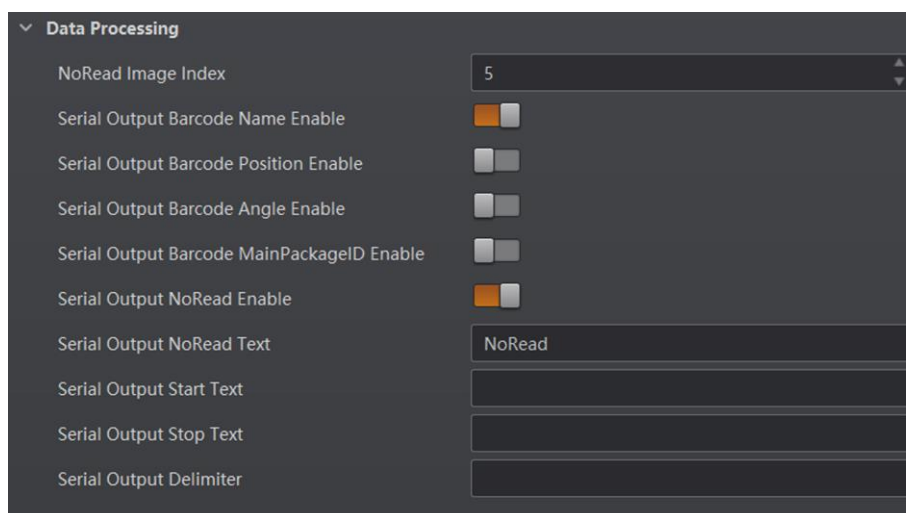 Data Processing
NoRead Image Index 5
Serial Output Barcode Name Enable
Serial Output Barcode Position Enable
Serial Output Barcode Angle Enable
Serial Output Barcode MainPackageID Enable
Serial Output NoRead Enable
Serial Output NoRead Text NoRead
Serial Output Start Text
Serial Output Stop Text
Serial Output Delimiter